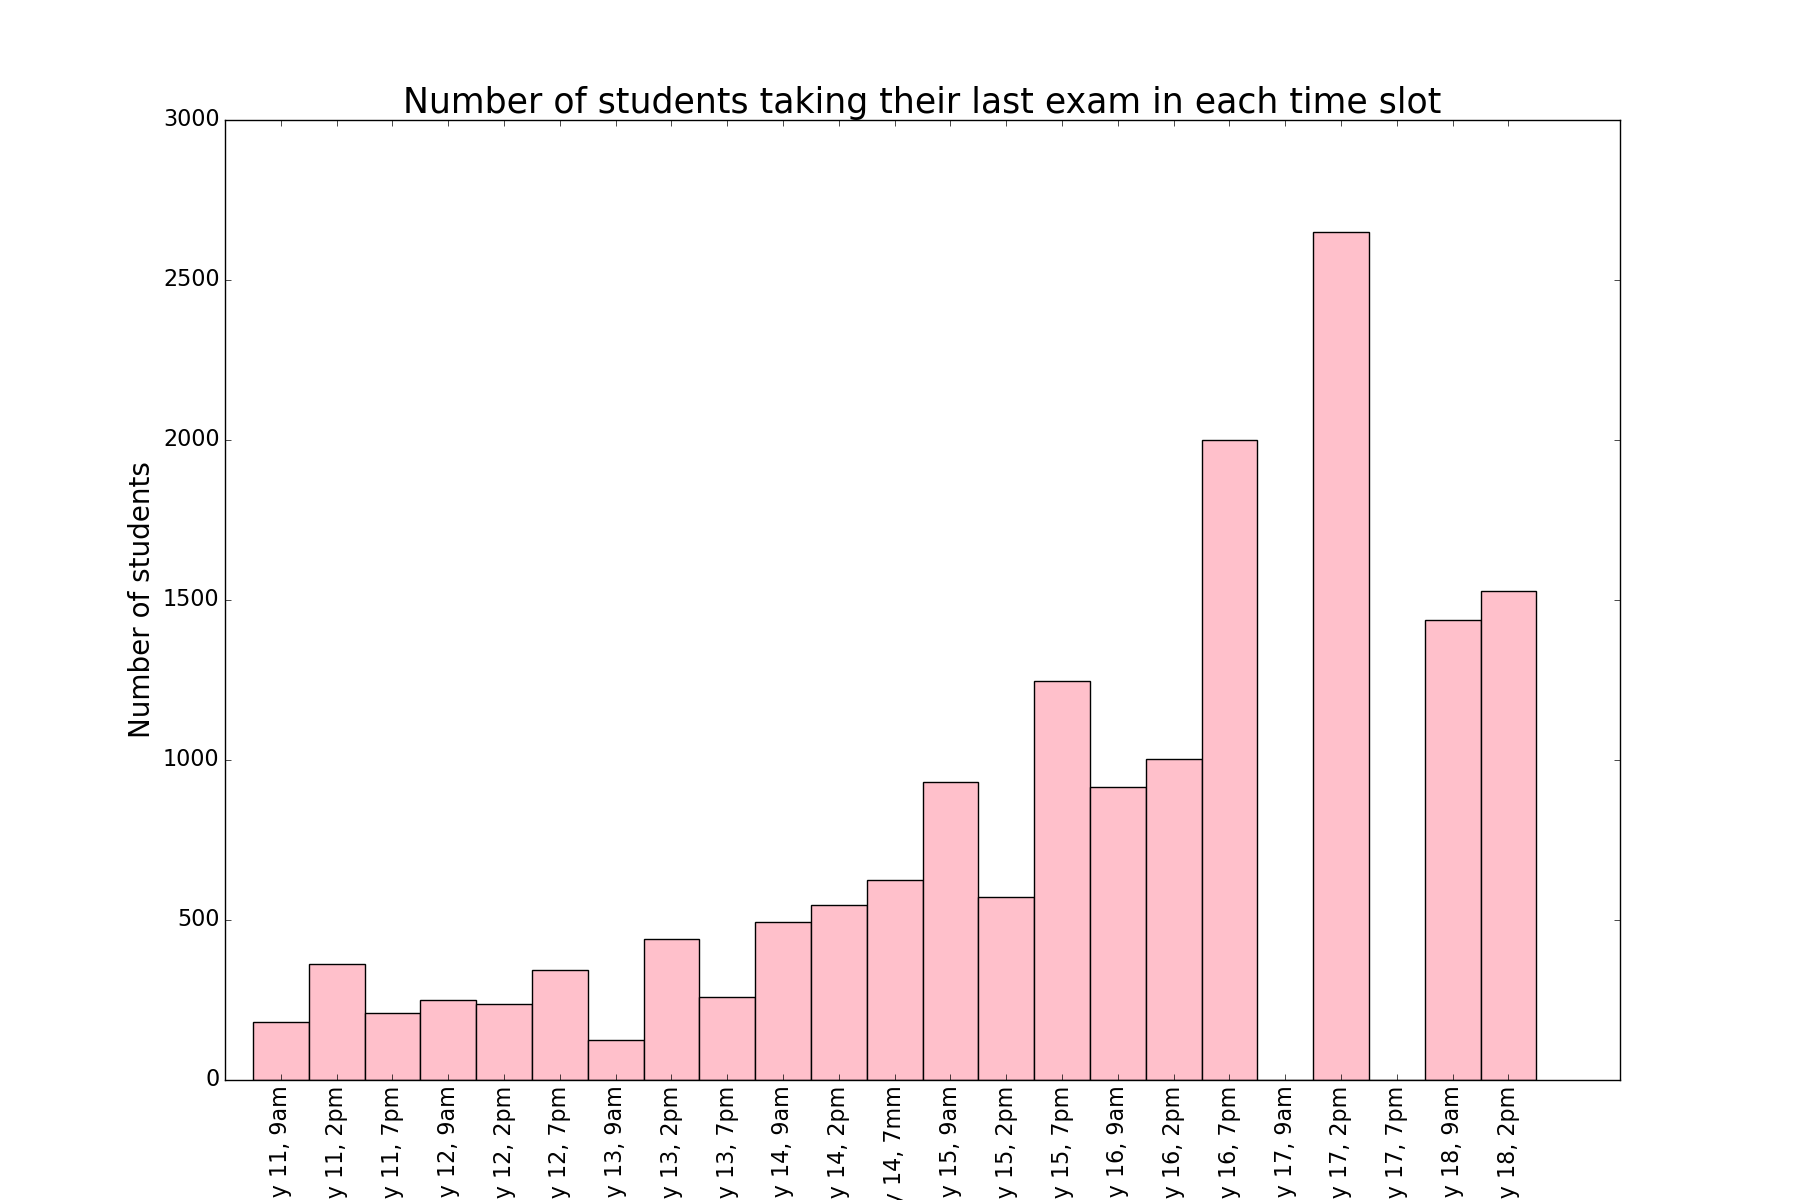 Number of students taking their last exam in each time slot
Number of students
3000
2500
2000
1500
1000
500
0
y 11, 9am
y 11, 2pm
y 11, 7pm
y 12, 9am
y 12, 2pm
y 12, 7pm
y 13, 9am
y 13, 2pm
y 13, 7pm
y 14, 9am
y 14, 2pm
y 14, 7mm
y 15, 9am
y 15, 2pm
y 15, 7pm
y 16, 9am
y 16, 2pm
y 16, 7pm
y 17, 9am
y 17, 2pm
y 17, 7pm
y 18, 9am
y 18, 2pm